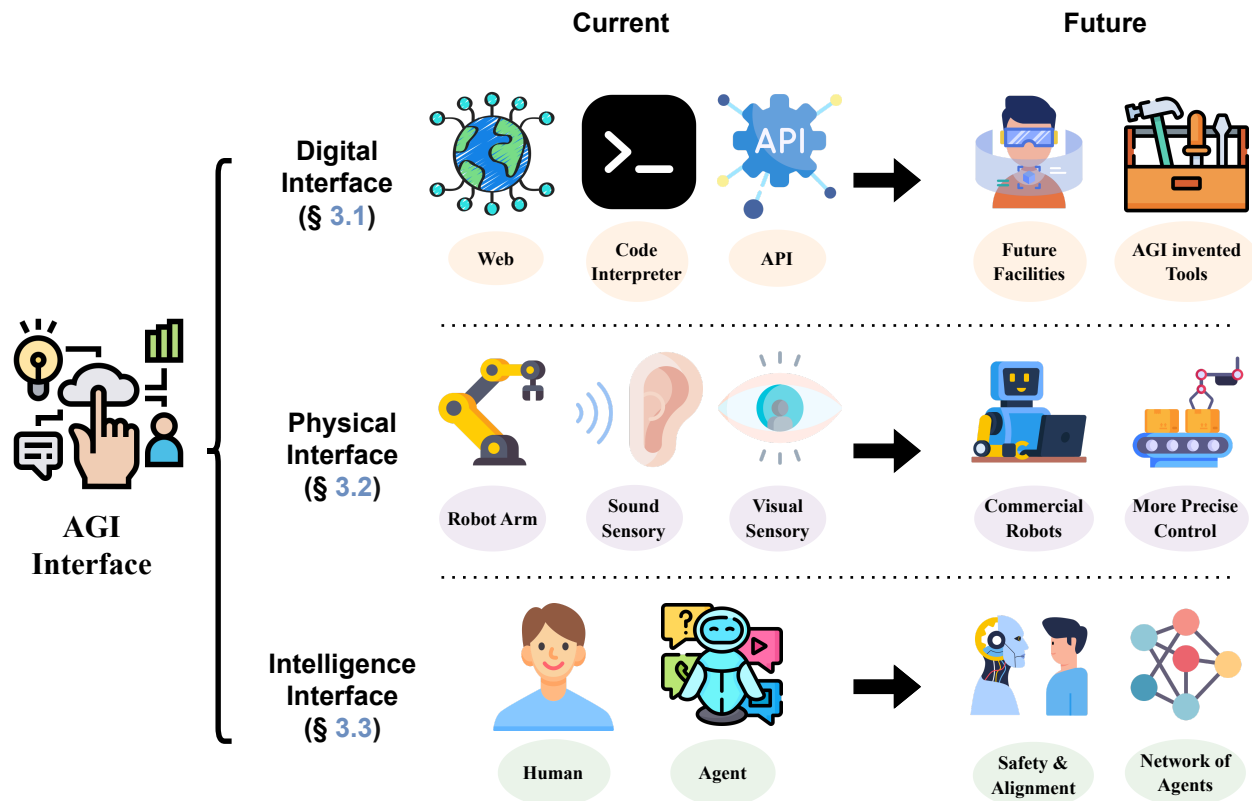 Current
Future
Digital
Interface
(§ 3.1)
API
Web
Code
Interpreter
API
Future
Facilities
AGI invented
Tools
AGI
Interface
Physical
Interface
(§ 3.2)
Robot Arm
Sound
Sensory
Visual
Sensory
Commercial
Robots
More Precise
Control
Intelligence
Interface
(§ 3.3)
?
Human
Agent
Safety &
Alignment
Network of
Agents